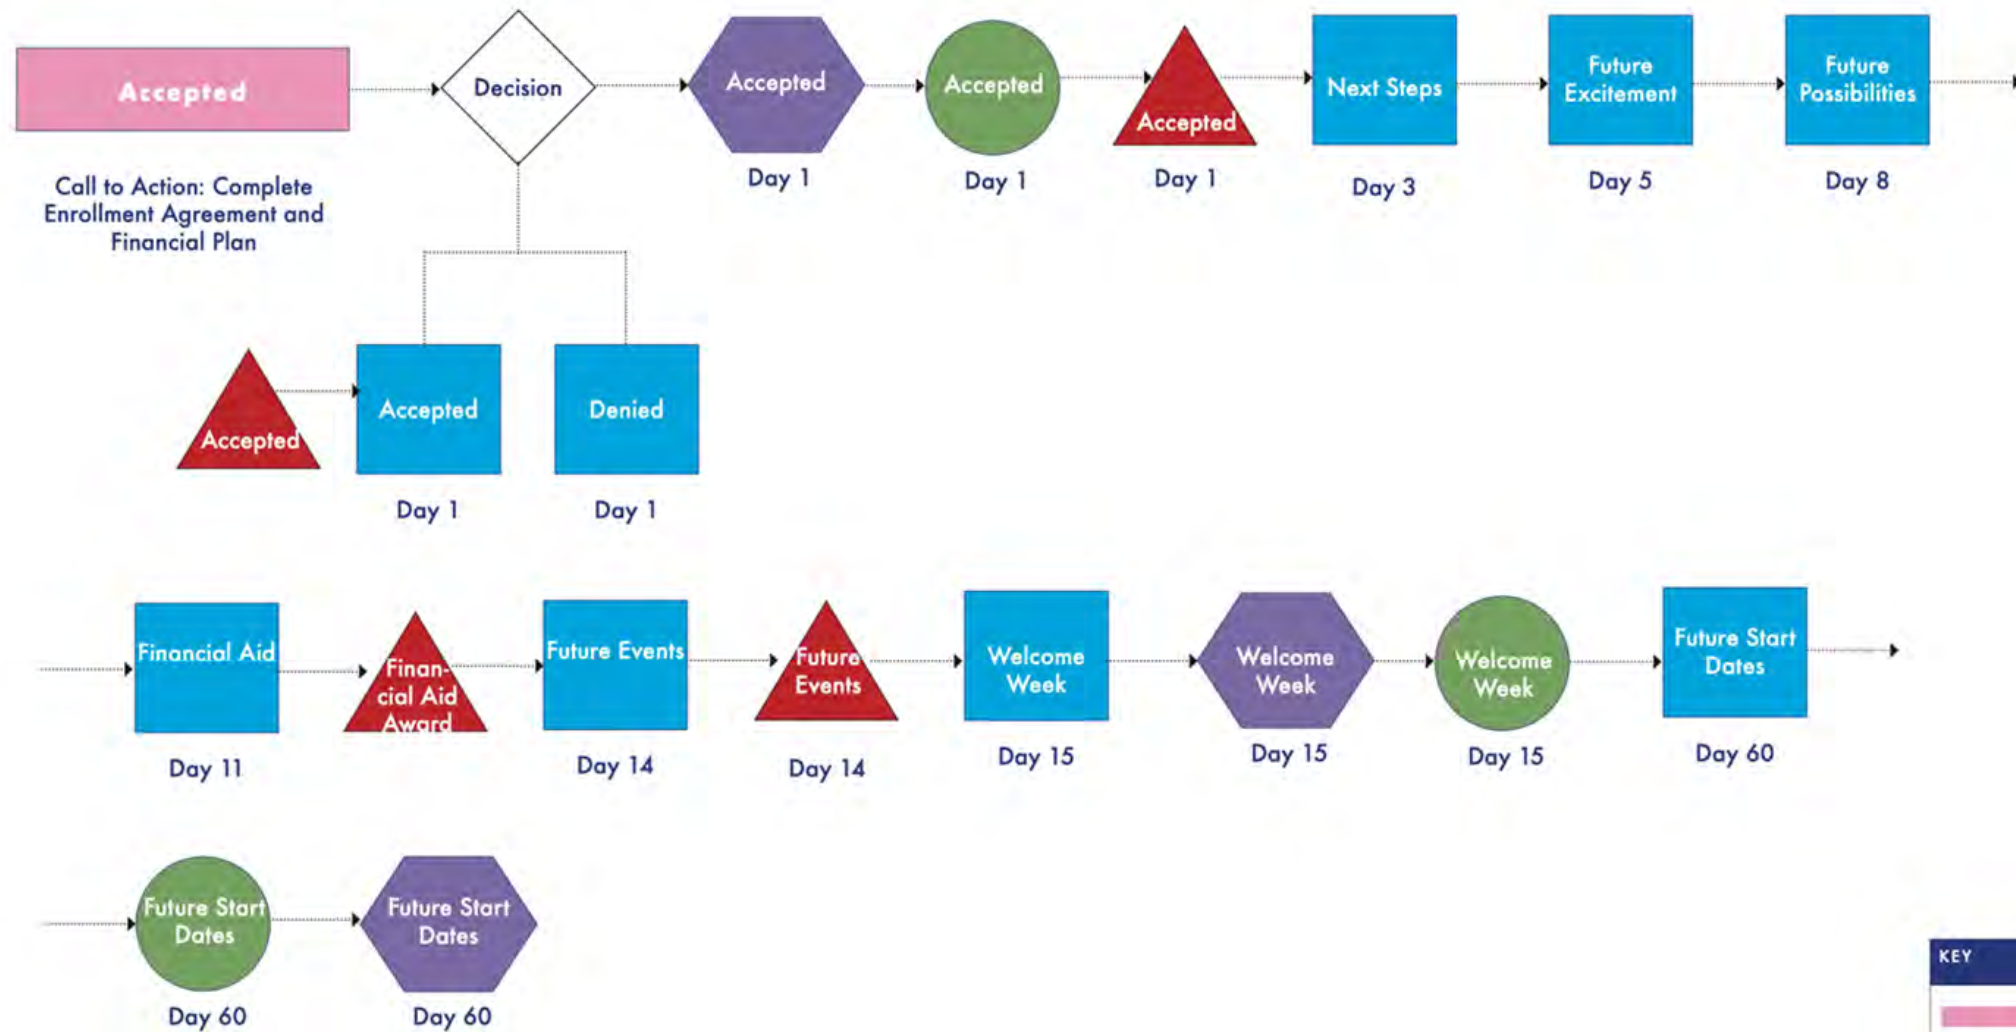 Accepted
Decision
Accepted
Accepted
Accepted
Next Steps
Future
Excitement
Future
Possibilities
Day 1
Day 1
Day 1
Day 3
Day 5
Day 8
Call to Action: Complete
Enrollment Agreement and
Financial Plan
Accepted
Accepted
Denied
Day 1
Day 1
Financial Aid
Finan-
cial Aid
Award
Future Events
Future
Events
Welcome
Week
Welcome
Week
Welcome
Week
Future Start
Dates
Day 11
Day 14
Day 14
Day 15
Day 15
Day 15
Day 60
Future Start
Dates
Future Start
Dates
Day 60
Day 60
KEY